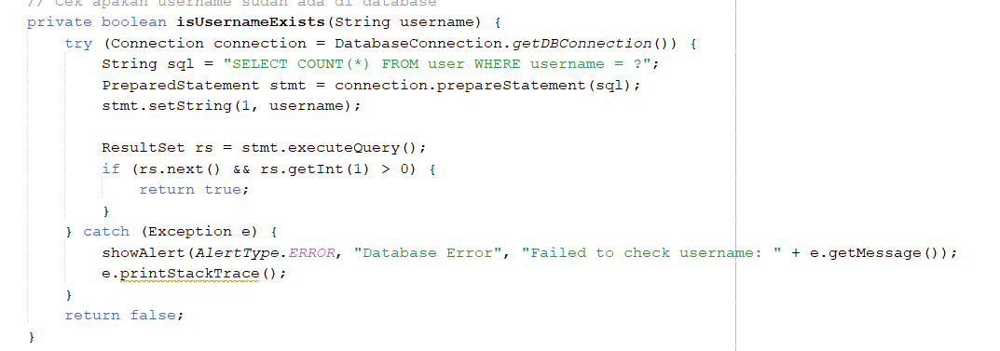 // Cek apakah username sudah ada di database
private boolean isUsernameExists(String username) {
try (Connection connection = DatabaseConnection.getDBConnection()) {
String sql = "SELECT COUNT(*) FROM user WHERE username = ?";
PreparedStatement stmt = connection.prepareStatement(sql);
stmt.setString(1, username);
ResultSet rs = stmt.executeQuery();
if (rs.next() && rs.getInt(1) > 0) {
return true;
}
} catch (Exception e) {
showAlert(AlertType.ERROR, "Database Error", "Failed to check username: " + e.getMessage());
e.printStackTrace();
}
return false;
}